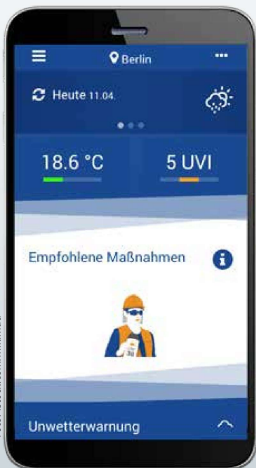 Berlin
Heute 11.04.
18.6 °C
5 UVI
Empfohlene Maßnahmen
Unwetterwarnung